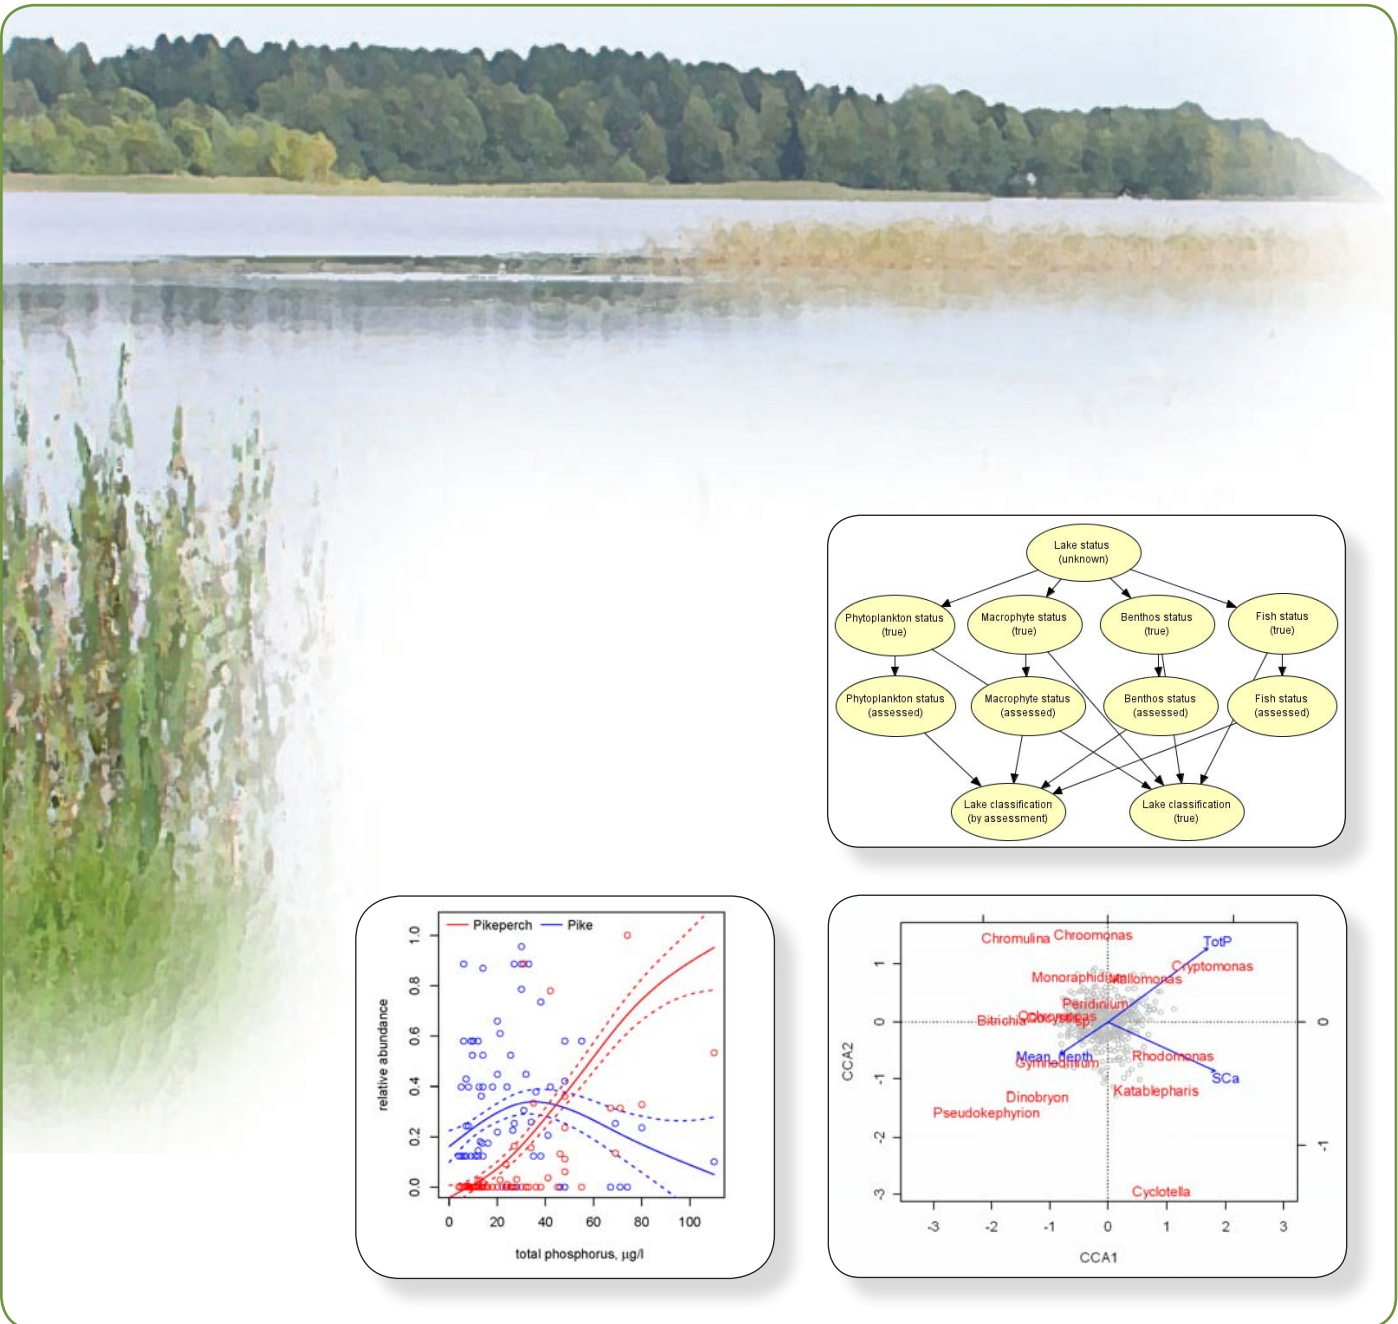 Lake status
(unknown)
Phytoplankton status
(true)
Macrophyte status
(true)
Benthos status
(true)
Fish status
(true)
Phytoplankton status
(assessed)
Macrophyte status
(assessed)
Benthos status
(assessed)
Fish status
(assessed)
Lake classification
(by assessment)
Lake classification
(true)
Pikeperch
Pike
relative abundance
1.0
0.8
0.6
0.4
0.2
0.0
0 20 40 60 80 100
total phosphorus, µg/l
Chromulina
Chroomonas
TotP
Cryptomonas
Monoraphidium
Mallomonas
Peridinium
Bitrichia
Mean_depth
Gymnodinium
Rhodomonas
SCa
Katablepharis
Dinobryon
Pseudokephyrion
Cyclotella
CCA2
1
0
-1
-2
-3
0
-1
-3 -2 -1 0 1 2 3
CCA1